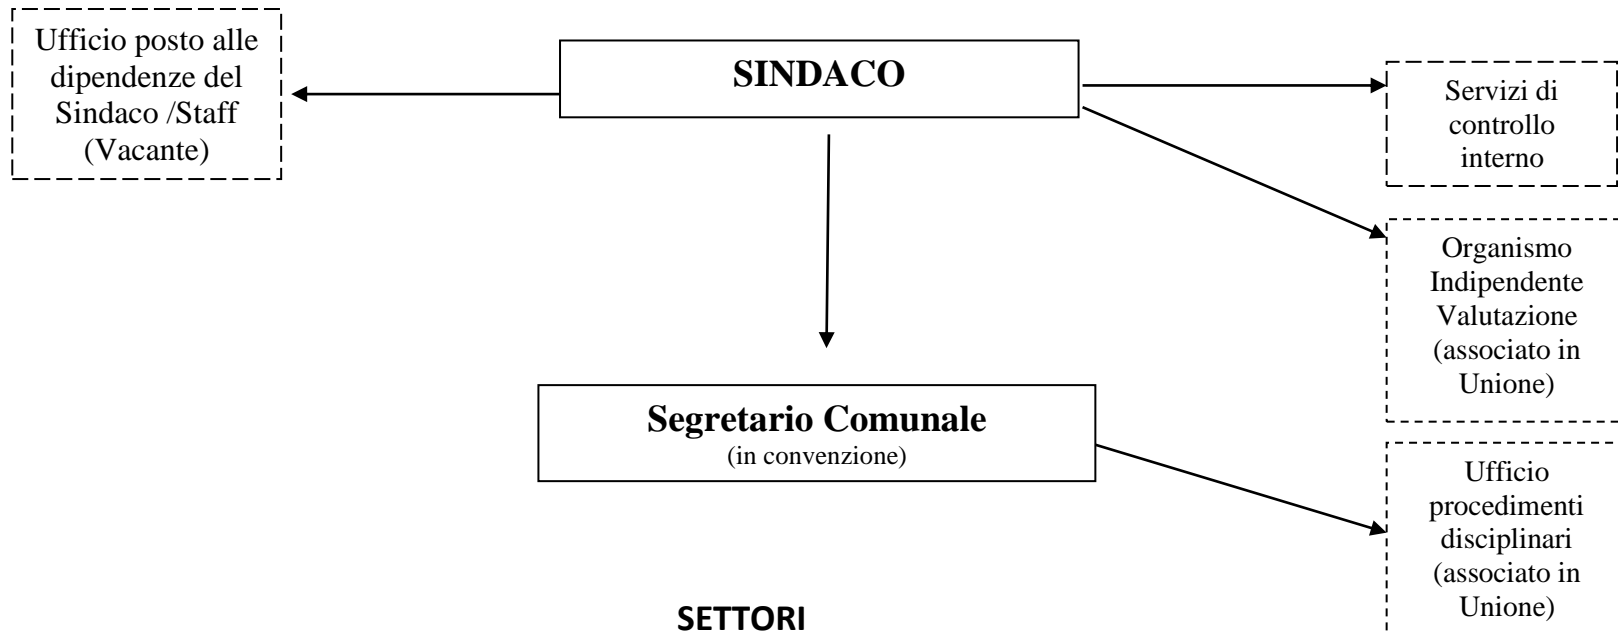 Ufficio posto alle
dipendenze del
Sindaco /Staff
(Vacante)
SINDACO
Servizi di
controllo
interno
Organismo
Indipendente
Valutazione
(associato in
Unione)
Segretario Comunale
(in convenzione)
Ufficio
procedimenti
disciplinari
(associato in
Unione)
SETTORI